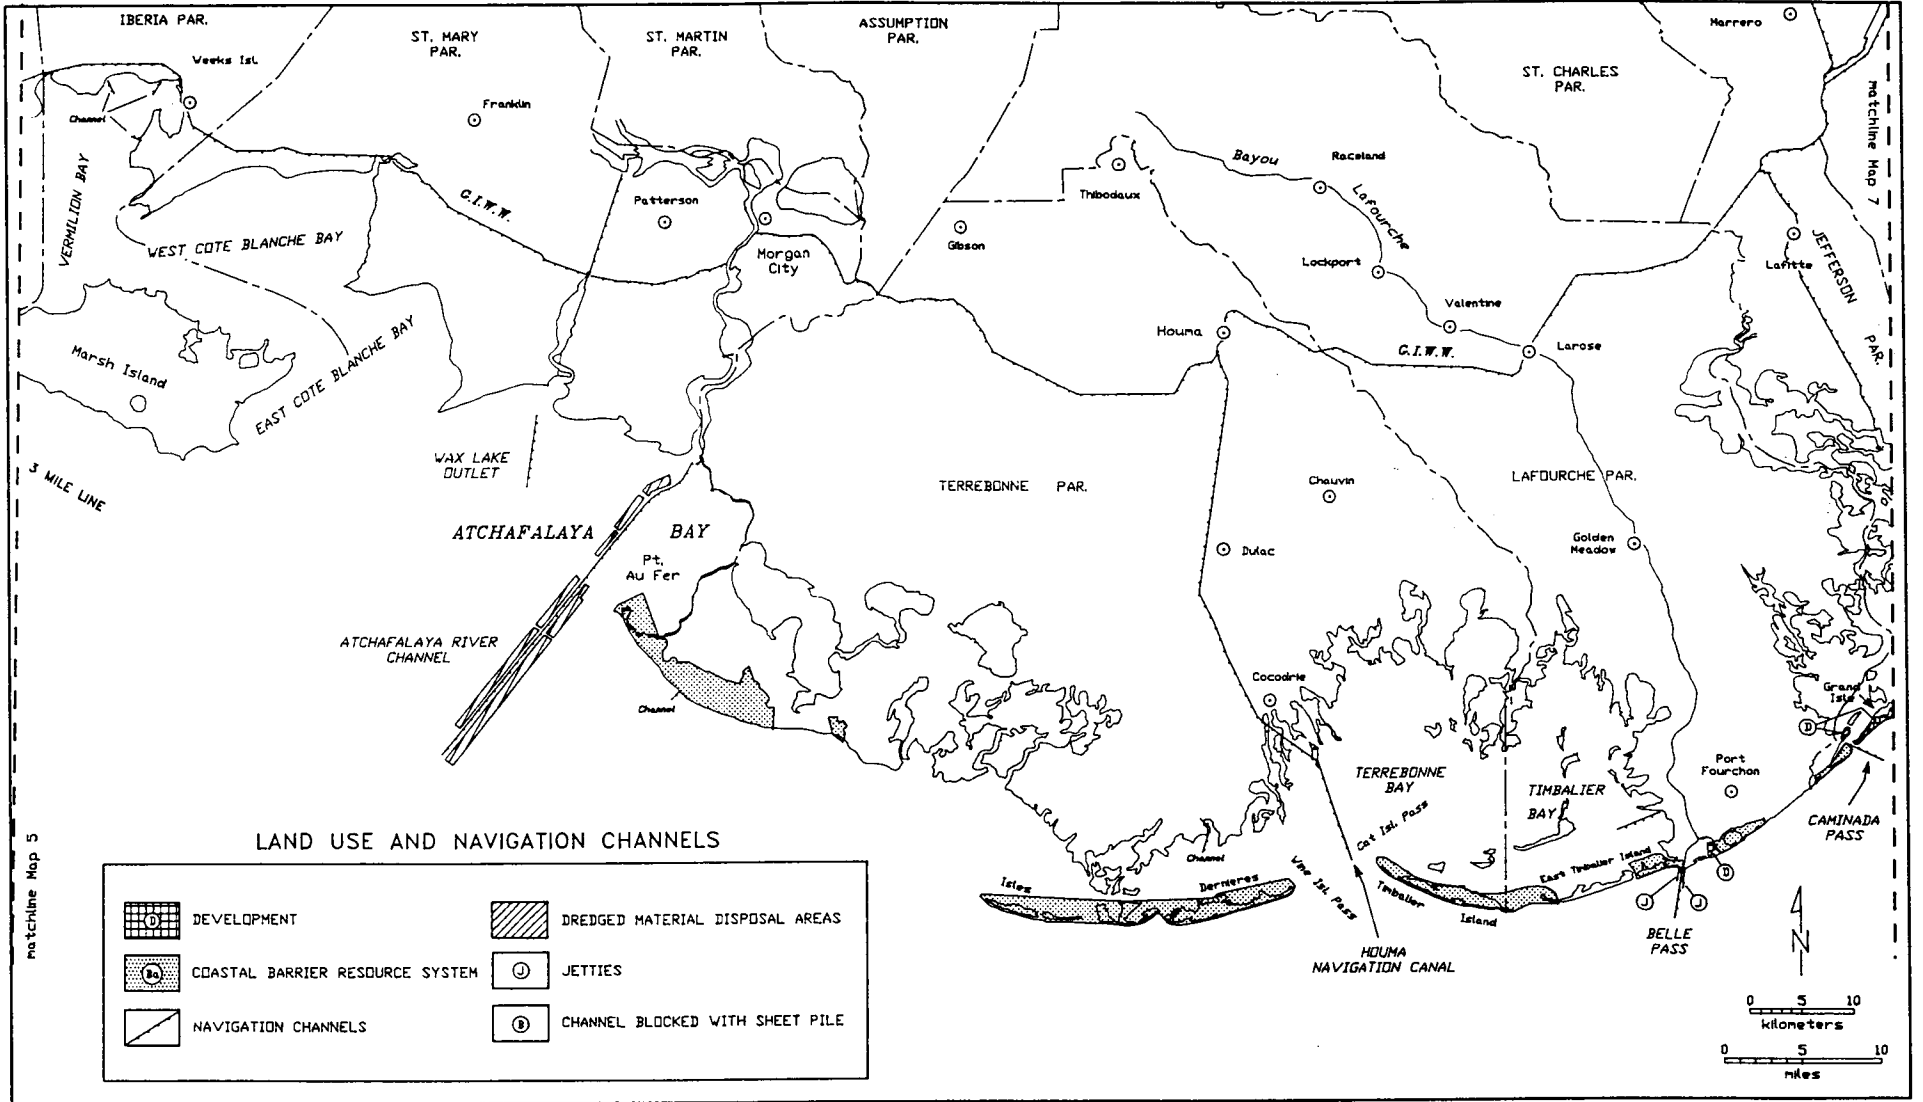 IBERIA PAR.
Weeks Isl.
Channel
ST. MARY
PAR.
Franklin
ST. MARTIN
PAR.
ASSUMPTION
PAR.
Marrero
ST. CHARLES
PAR.
matchline Map 7
VERMILION BAY
WEST COTE BLANCHE BAY
G.I.W.W.
Patterson
Morgan
City
Gibson
Thibodaux
Bayou
Raceland
Lafourche
Lockport
Valentine
Lafitte
JEFFERSON
PAR.
Marsh Island
EAST COTE BLANCHE BAY
Houma
G.I.W.W.
Larose
3 MILE LINE
WAX LAKE
OUTLET
TERREBONNE PAR.
Chauvin
LAFOURCHE PAR.
ATCHAFALAYA BAY
Pt.
Au Fer
Dulac
Golden
Meadow
ATCHAFALAYA RIVER
CHANNEL
Channel
Cocodrie
Grand
Isle
D
TERREBONNE
BAY
TIMBALIER
BAY
Port
Fourchon
CAMINADA
PASS
Cat Isl. Pass
Channel
Wine Isl. Pass
Isles
Dernieres
Timbalier
Island
East Timbalier Island
D
J
J
BELLE
PASS
HOUMA
NAVIGATION CANAL
N
matchline Map 5
LAND USE AND NAVIGATION CHANNELS
D DEVELOPMENT
DREDGED MATERIAL DISPOSAL AREAS
Ba COASTAL BARRIER RESOURCE SYSTEM
J JETTIES
NAVIGATION CHANNELS
B CHANNEL BLOCKED WITH SHEET PILE
0 5 10
kilometers
0 5 10
miles